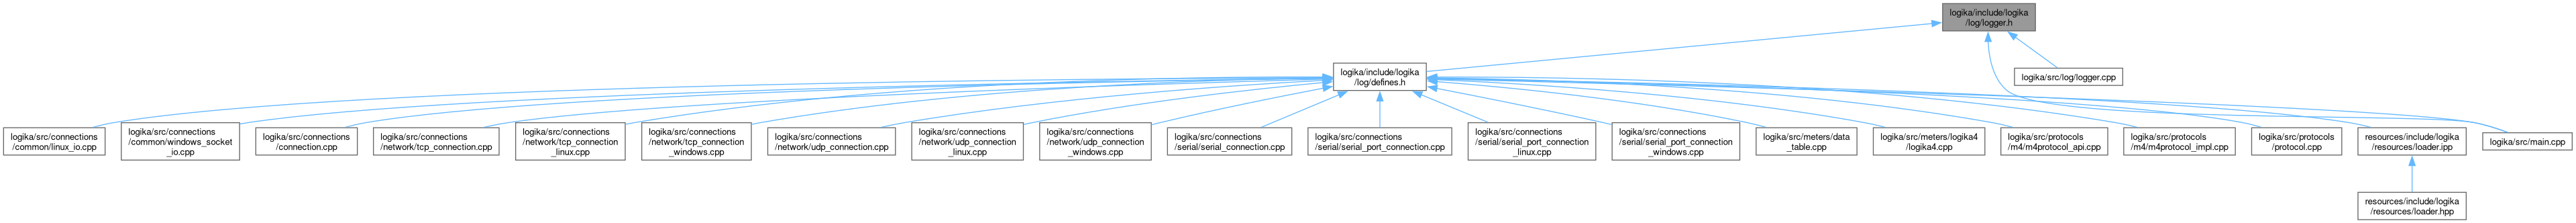 logika/include/logika
/log/logger.h
logika/include/logika
/log/defines.h
logika/src/log/logger.cpp
logika/src/connections
/common/linux_io.cpp
logika/src/connections
/common/windows_socket
_io.cpp
logika/src/connections
/connection.cpp
logika/src/connections
/network/tcp_connection.cpp
logika/src/connections
/network/tcp_connection
_linux.cpp
logika/src/connections
/network/tcp_connection
_windows.cpp
logika/src/connections
/network/udp_connection.cpp
logika/src/connections
/network/udp_connection
_linux.cpp
logika/src/connections
/network/udp_connection
_windows.cpp
logika/src/connections
/serial/serial_connection.cpp
logika/src/connections
/serial/serial_port_connection.cpp
logika/src/connections
/serial/serial_port_connection
_linux.cpp
logika/src/connections
/serial/serial_port_connection
_windows.cpp
logika/src/meters/data
_table.cpp
logika/src/meters/logika4
/logika4.cpp
logika/src/protocols
/m4/m4protocol_api.cpp
logika/src/protocols
/m4/m4protocol_impl.cpp
logika/src/protocols
/protocol.cpp
resources/include/logika
/resources/loader.ipp
logika/src/main.cpp
resources/include/logika
/resources/loader.hpp